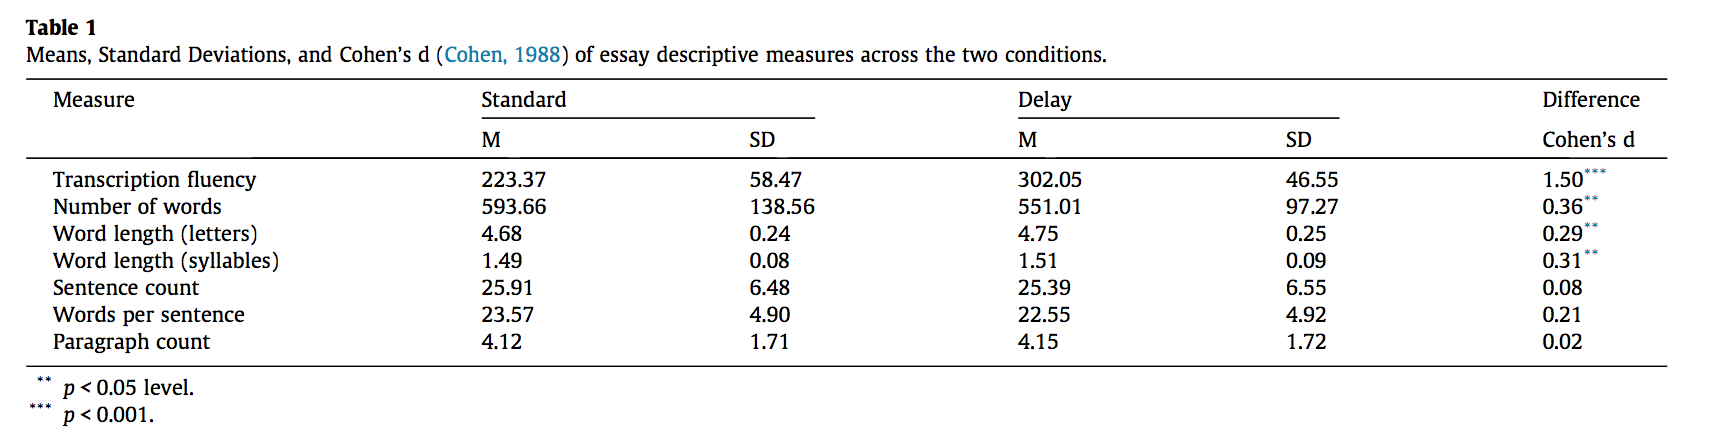 Table 1
Means, Standard Deviations, and Cohen's d (Cohen, 1988) of essay descriptive measures across the two conditions.
Measure Standard Delay Difference
M SD M SD Cohen's d
Transcription fluency 223.37 58.47 302.05 46.55 1.50***
Number of words 593.66 138.56 551.01 97.27 0.36**
Word length (letters) 4.68 0.24 4.75 0.25 0.29**
Word length (syllables) 1.49 0.08 1.51 0.09 0.31**
Sentence count 25.91 6.48 25.39 6.55 0.08
Words per sentence 23.57 4.90 22.55 4.92 0.21
Paragraph count 4.12 1.71 4.15 1.72 0.02
** p < 0.05 level.
*** p < 0.001.